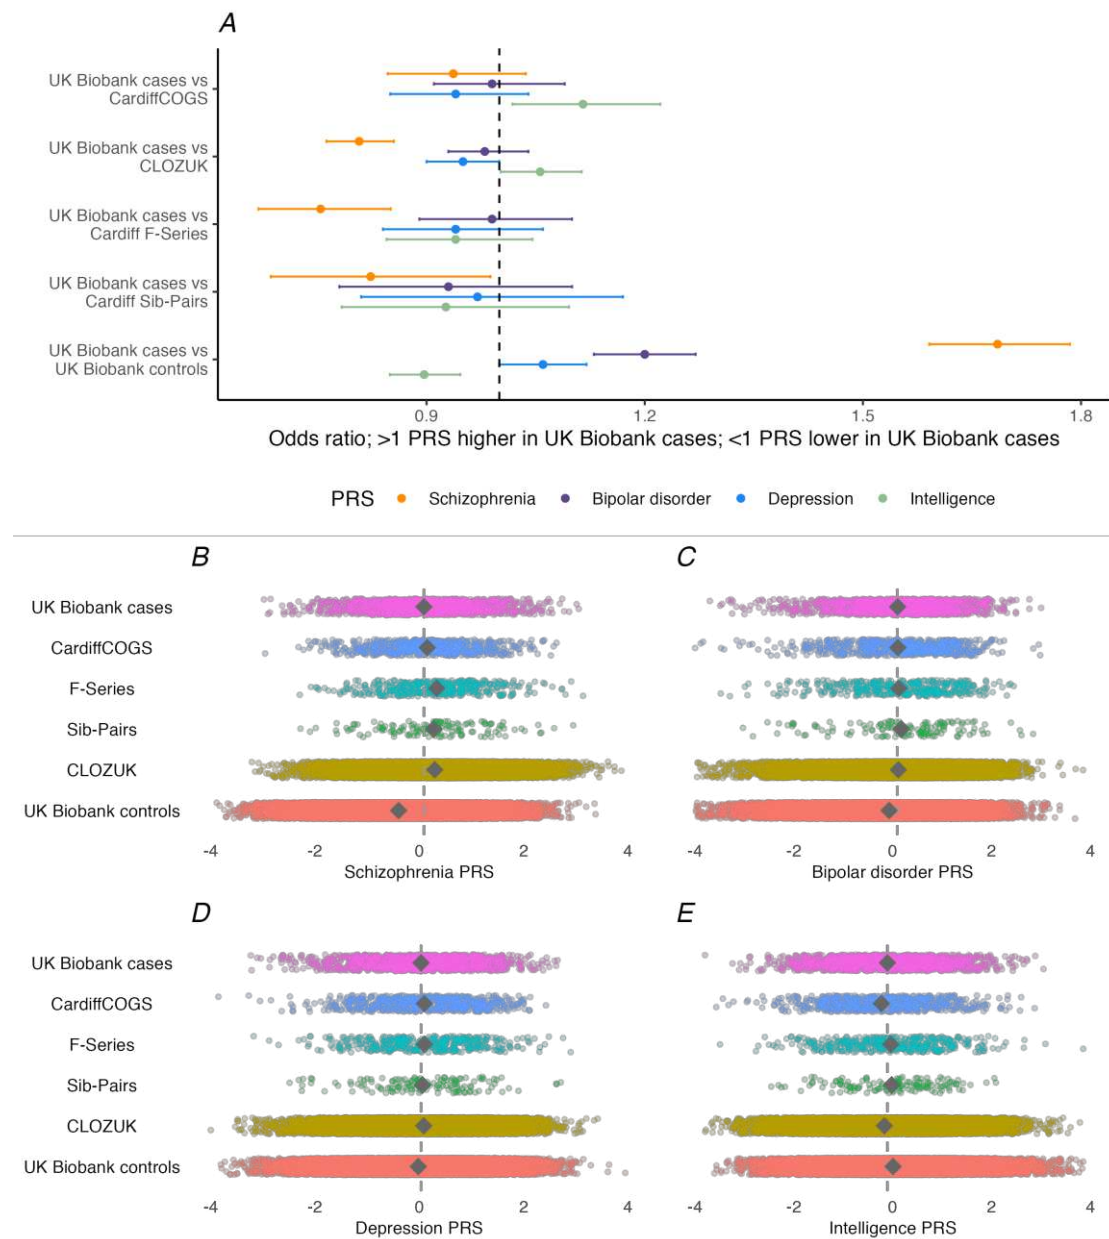 A
UK Biobank cases vs
CardiffCOGS
UK Biobank cases vs
CLOZUK
UK Biobank cases vs
Cardiff F-Series
UK Biobank cases vs
Cardiff Sib-Pairs
UK Biobank cases vs
UK Biobank controls
0.9 1.2 1.5 1.8
Odds ratio; >1 PRS higher in UK Biobank cases; <1 PRS lower in UK Biobank cases
PRS Schizophrenia Bipolar disorder Depression Intelligence
B C
UK Biobank cases
CardiffCOGS
F-Series
Sib-Pairs
CLOZUK
UK Biobank controls
-4 -2 0 2 4 -4 -2 0 2 4
Schizophrenia PRS Bipolar disorder PRS
D E
UK Biobank cases
CardiffCOGS
F-Series
Sib-Pairs
CLOZUK
UK Biobank controls
-4 -2 0 2 4 -4 -2 0 2 4
Depression PRS Intelligence PRS